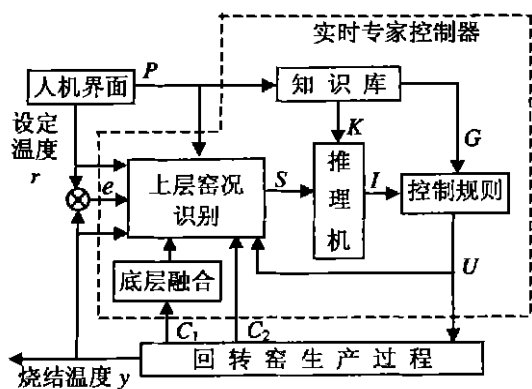 实时专家控制器
人机界面
P
知识库
设定
温度
r
K
G
e
上层窑况
识别
S
推
理
机
I
控制规则
底层融合
U
C₁
C₂
回转窑生产过程
烧结温度 y